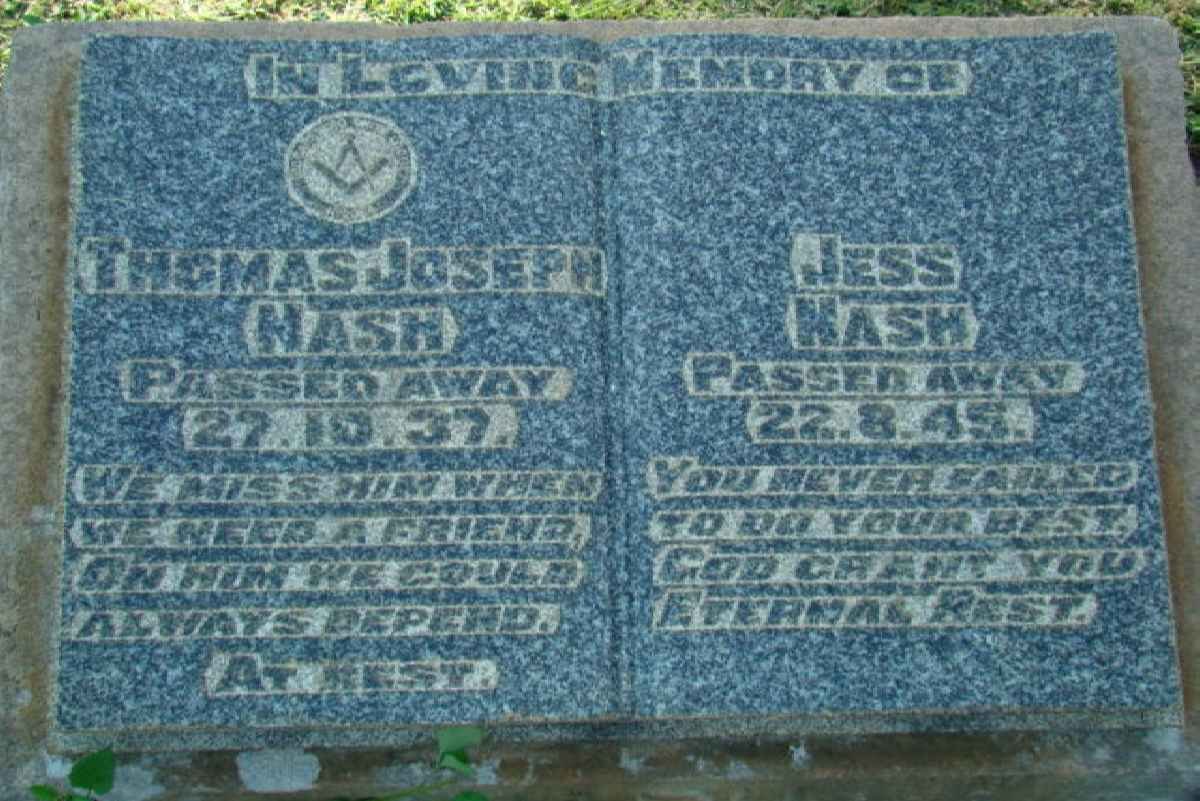 In Loving Memory of
Thomas Joseph
Nash
Passed away
27.10.37.
We miss him when
we need a friend,
On him we could
always depend.
At rest.
Jess
Nash
Passed away
22.8.45.
You never failed
to do your best,
God grant you
Eternal Rest.